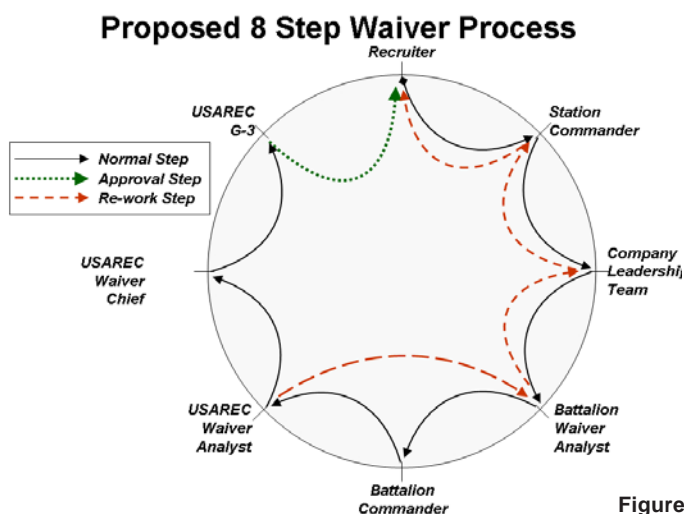 Proposed 8 Step Waiver Process
Recruiter
USAREC
G-3
Station
Commander
Normal Step
Approval Step
Re-work Step
USAREC
Waiver
Chief
Company
Leadership
Team
USAREC
Waiver
Analyst
Battalion
Waiver
Analyst
Battalion
Commander
Figure